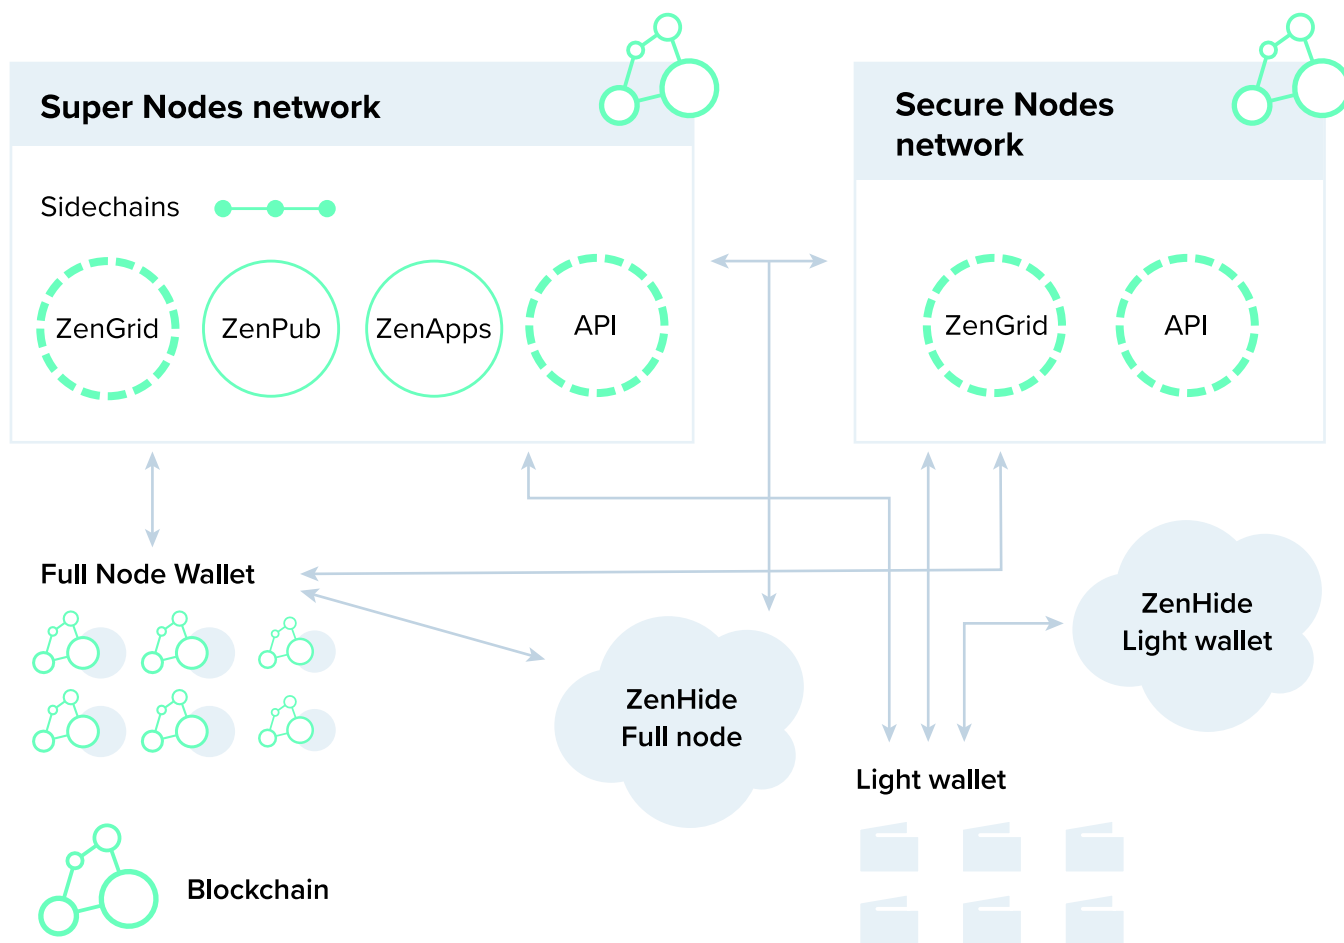 Super Nodes network
Secure Nodes
network
Sidechains
ZenGrid
ZenPub
ZenApps
API
ZenGrid
API
Full Node Wallet
ZenHide
Light wallet
ZenHide
Full node
Light wallet
Blockchain